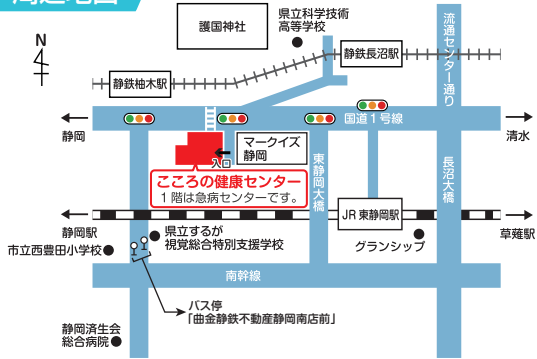 周辺地図
N
護国神社
県立科学技術
高等学校
流通センター通り
静鉄長沼駅
静鉄柚木駅
国道1号線
静岡
清水
マークイズ
静岡
入口
東静岡大橋
長沼大橋
こころの健康センター
1階は急病センターです。
JR東静岡駅
静岡駅
草薙駅
県立するが
視覚総合特別支援学校
グランシップ
市立西豊田小学校
南幹線
バス停
「曲金静鉄不動産静岡南店前」
静岡済生会
総合病院